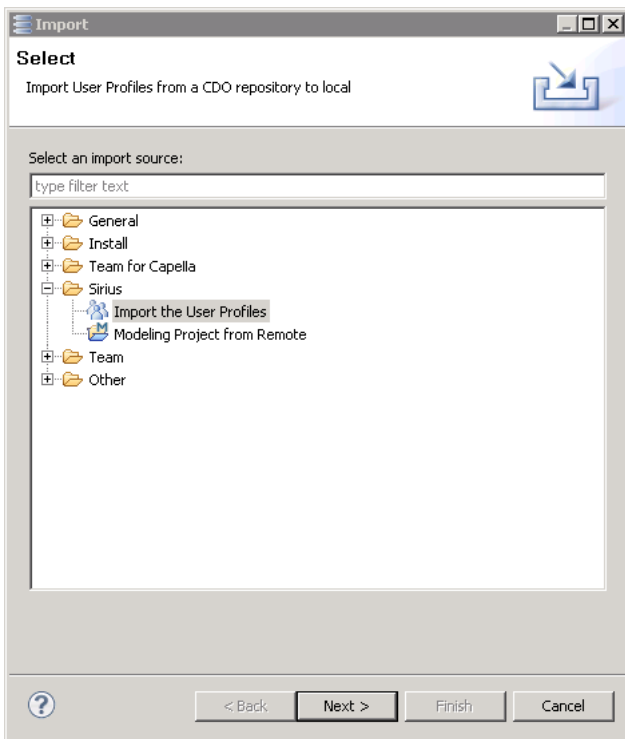 Import
Select
Import User Profiles from a CDO repository to local
Select an import source:
type filter text
General
Install
Team for Capella
Sirius
Import the User Profiles
Modeling Project from Remote
Team
Other
?
< Back
Next >
Finish
Cancel